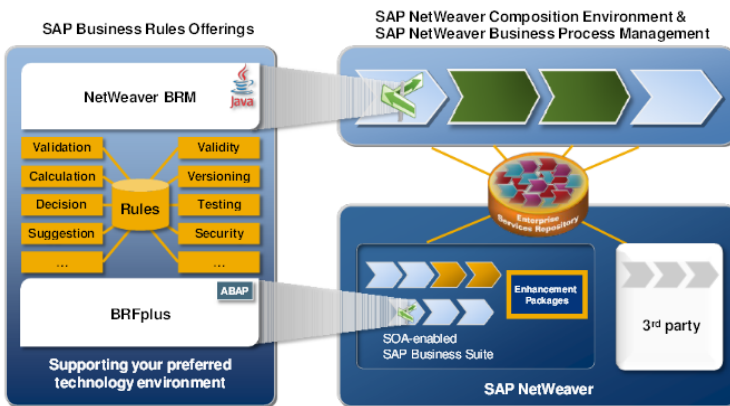 SAP Business Rules Offerings
NetWeaver BRM
Java
Validation
Calculation
Decision
Suggestion
...
Rules
Validity
Versioning
Testing
Security
...
ABAP
BRFplus
Supporting your preferred
technology environment
SAP NetWeaver Composition Environment &
SAP NetWeaver Business Process Management
Enterprise
Services Repository
Enhancement
Packages
SOA-enabled
SAP Business Suite
3rd party
SAP NetWeaver